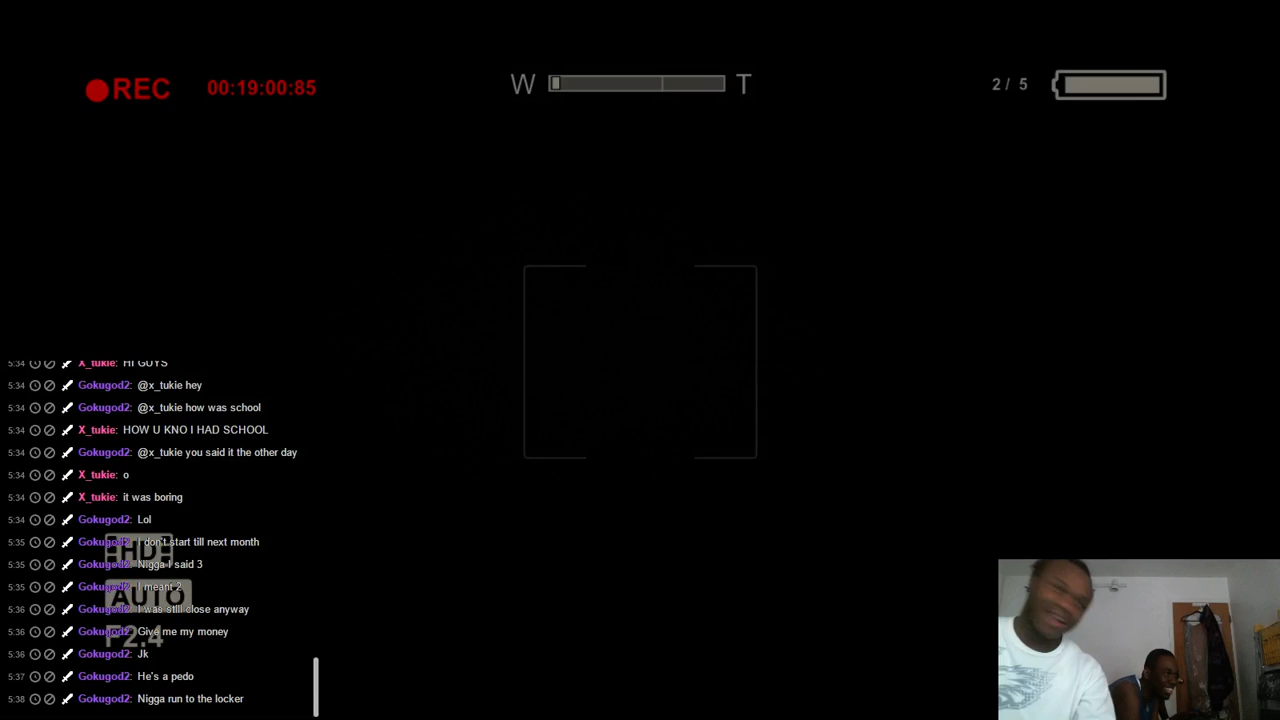 REC 00:19:00:85 W T 2 / 5
5:34 X_tukie: HI GUYS
5:34 Gokugod2: @x_tukie hey
5:34 Gokugod2: @x_tukie how was school
5:34 X_tukie: HOW U KNO I HAD SCHOOL
5:34 Gokugod2: @x_tukie you said it the other day
5:34 X_tukie: o
5:34 X_tukie: it was boring
5:34 Gokugod2: Lol
5:35 Gokugod2: I don't start till next month
HD
5:35 Gokugod2: Nigga I said 3
5:35 Gokugod2: I meant 2
AUTO
5:36 Gokugod2: I was still close anyway
5:36 Gokugod2: Give me my money
F2.4
5:36 Gokugod2: Jk
5:37 Gokugod2: He's a pedo
5:38 Gokugod2: Nigga run to the locker